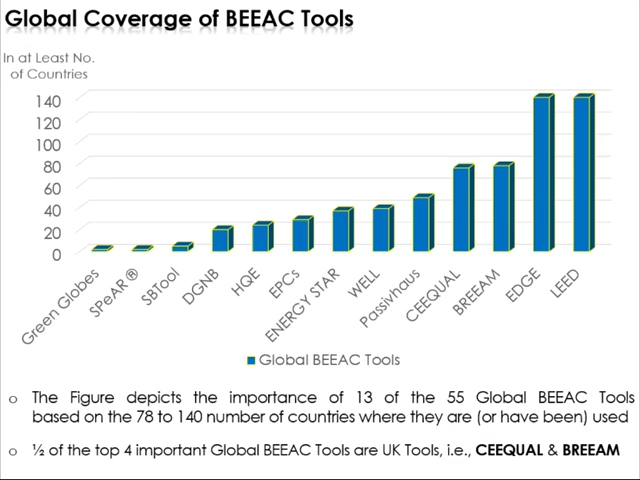 Global Coverage of BEEAC Tools
In at Least No.
of Countries
140
120
100
80
60
40
20
0
Green Globes
SPeAR ®
SBTool
DGNB
HQE
EPCs
ENERGY STAR
WELL
Passivhaus
CEEQUAL
BREEAM
EDGE
LEED
Global BEEAC Tools
o The Figure depicts the importance of 13 of the 55 Global BEEAC Tools
based on the 78 to 140 number of countries where they are (or have been) used
o ½ of the top 4 important Global BEEAC Tools are UK Tools, i.e., CEEQUAL & BREEAM